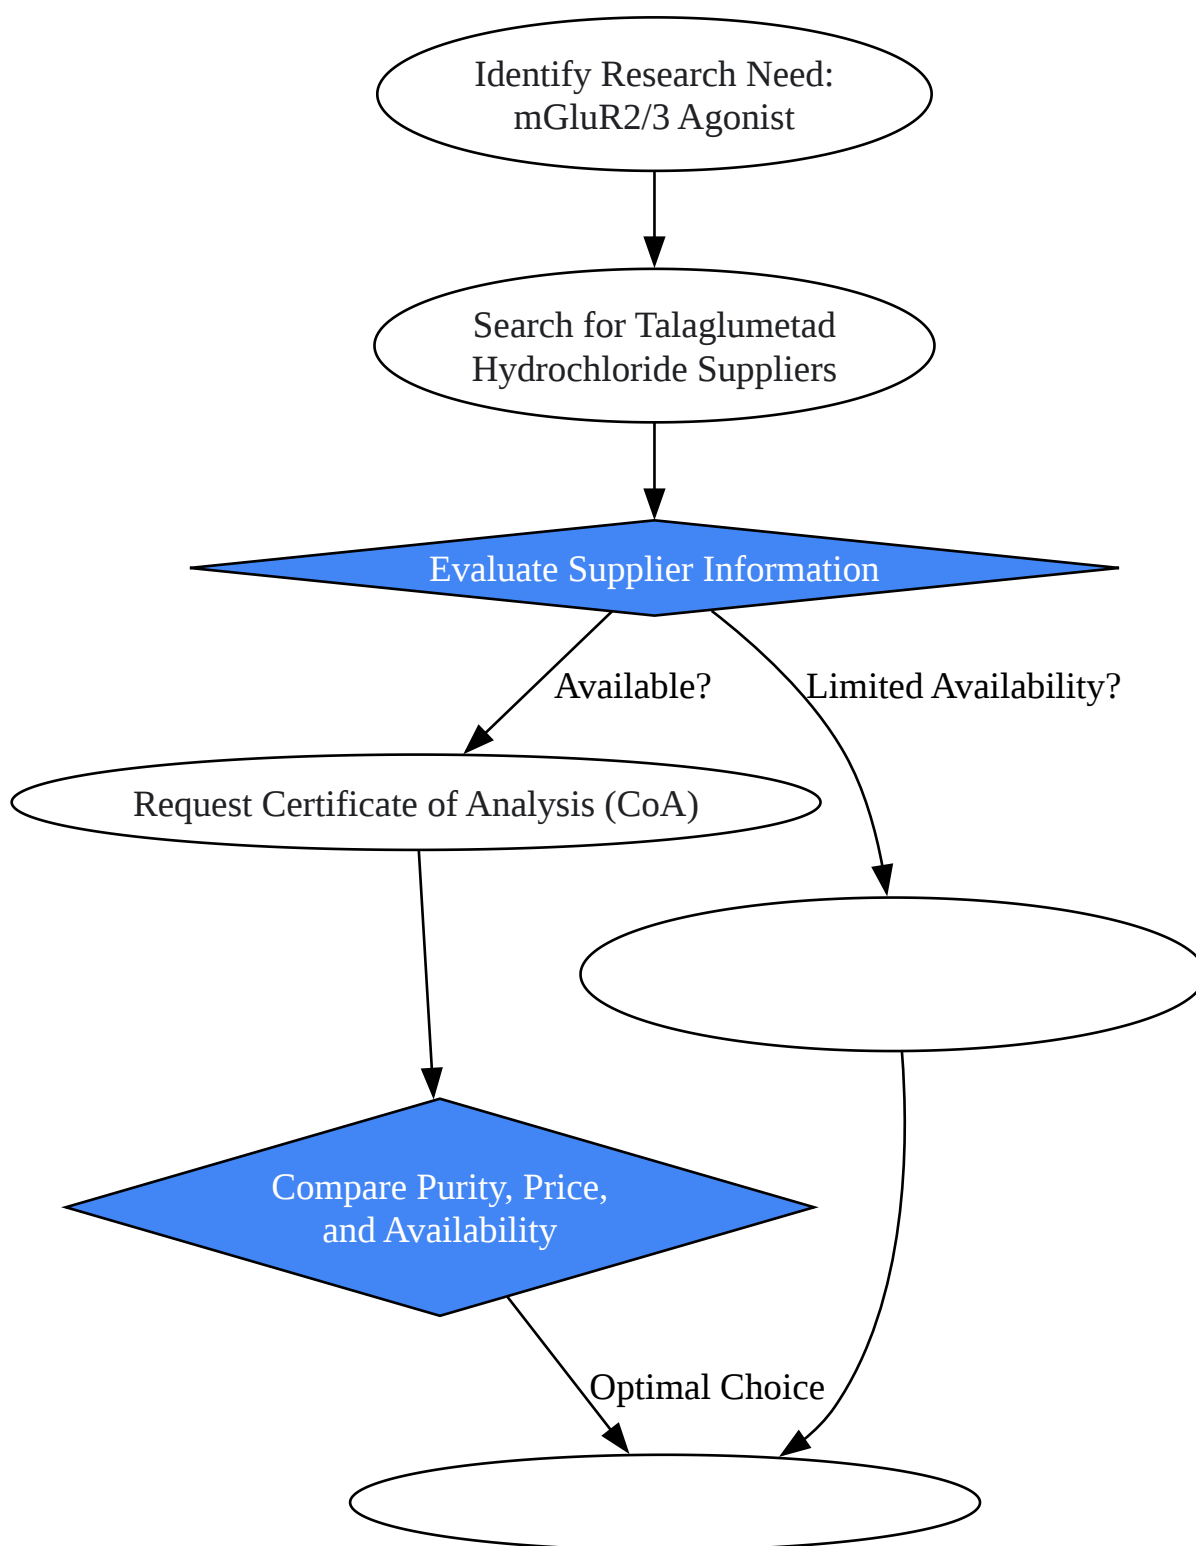 Identify Research Need:
mGluR2/3 Agonist
Search for Talaglumetad
Hydrochloride Suppliers
Evaluate Supplier Information
Available?
Limited Availability?
Request Certificate of Analysis (CoA)
Compare Purity, Price,
and Availability
Optimal Choice